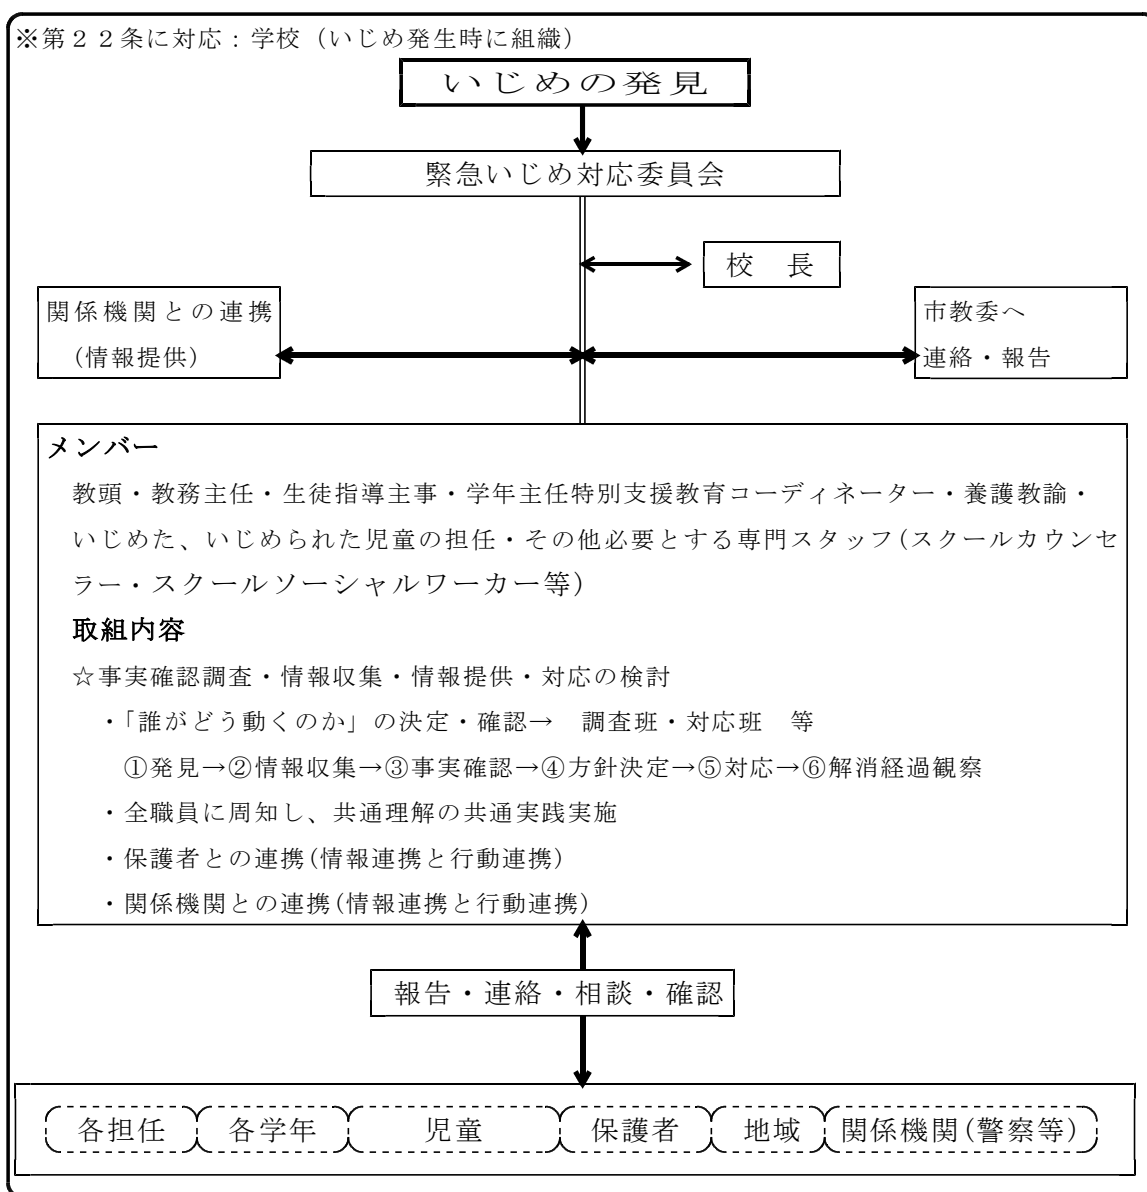 ※第２２条に対応：学校（いじめ発生時に組織）
いじめの発見
緊急いじめ対応委員会
校　長
関係機関との連携
（情報提供）
市教委へ
連絡・報告
メンバー
教頭・教務主任・生徒指導主事・学年主任特別支援教育コーディネーター・養護教諭・
いじめた、いじめられた児童の担任・その他必要とする専門スタッフ(スクールカウンセ
ラー・スクールソーシャルワーカー等)
取組内容
☆事実確認調査・情報収集・情報提供・対応の検討
・「誰がどう動くのか」の決定・確認→　調査班・対応班　等
①発見→②情報収集→③事実確認→④方針決定→⑤対応→⑥解消経過観察
・全職員に周知し、共通理解の共通実践実施
・保護者との連携(情報連携と行動連携)
・関係機関との連携(情報連携と行動連携)
報告・連絡・相談・確認
各担任　各学年　児童　保護者　地域　関係機関(警察等)